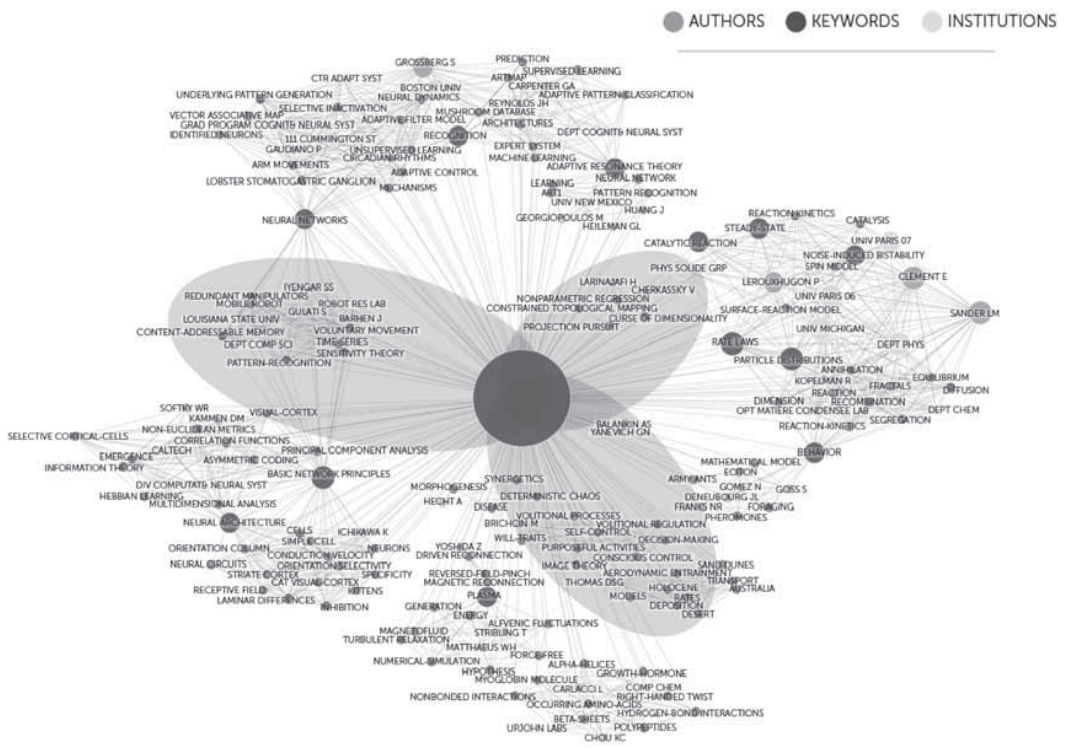 AUTHORS KEYWORDS INSTITUTIONS
GROSSBERG S
PREDICTION
SUPERVISED LEARNING
CTR ADAPT SYST
ARTMAP
BOSTON UNIV
CARPENTER GA
UNDERLYING PATTERN GENERATION
NEURAL DYNAMICS
ADAPTIVE PATTERN-CLASSIFICATION
REYNOLDS JH
SELECTIVE INACTIVATION
MUSHROOM DATABASE
VECTOR ASSOCIATIVE MAP
ADAPTIVE FILTER MODEL
ARCHITECTURES
GRAD PROGRAM COGNIT& NEURAL SYST
IDENTIFIED NEURONS
RECOGNITION
DEPT COGNIT& NEURAL SYST
111 CUMMINGTON ST
GAUDIANO P
UNSUPERVISED LEARNING
EXPERT SYSTEM
CIRCADIAN RHYTHMS
MACHINE LEARNING
ARM MOVEMENTS
ADAPTIVE CONTROL
ADAPTIVE RESONANCE THEORY
NEURAL NETWORK
LOBSTER STOMATOGASTRIC GANGLION
MECHANISMS
LEARNING
ART1
PATTERN RECOGNITION
UNIV NEW MEXICO
HUANG J
NEURAL NETWORKS
GEORGIOPOULOS M
HEILEMAN GL
REACTION KINETICS
CATALYSIS
STEADY-STATE
CATALYTIC REACTION
UNIV PARIS 07
NOISE-INDUCED BISTABILITY
SPIN MODEL
PHYS SOLIDE GRP
CLEMENT E
LEROUXHUGON P
UNIV PARIS 06
SURFACE-REACTION MODEL
SANDER LM
UNIV MICHIGAN
RATE LAWS
DEPT PHYS
PARTICLE DISTRIBUTIONS
ANNIHILATION
KOPELMAN R
EQUILIBRIUM
FRACTALS
DIFFUSION
REACTION
DIMENSION
RECOMBINATION
OPT MATIERE CONDENSEE LAB
DEPT CHEM
SEGREGATION
REACTION-KINETICS
BEHAVIOR
LARINAJAFI H
CHERKASSKY V
NONPARAMETRIC REGRESSION
CONSTRAINED TOPOLOGICAL MAPPING
CURSE OF DIMENSIONALITY
PROJECTION PURSUIT
IYENGAR SS
REDUNDANT MANIPULATORS
MOBILE ROBOT
ROBOT RES LAB
GULATI S
LOUISIANA STATE UNIV
BARHEN J
CONTENT-ADDRESSABLE MEMORY
VOLUNTARY MOVEMENT
DEPT COMP SCI
TIME-SERIES
SENSITIVITY THEORY
PATTERN-RECOGNITION
SOFTKY WR
VISUAL-CORTEX
KAMMEN DM
NON-EUCLIDEAN METRICS
SELECTIVE CORTICAL-CELLS
CORRELATION FUNCTIONS
CALTECH
PRINCIPAL COMPONENT ANALYSIS
EMERGENCE
ASYMMETRIC CODING
INFORMATION THEORY
BASIC NETWORK PRINCIPLES
DIV COMPUTAT& NEURAL SYST
HEBBIAN LEARNING
MULTIDIMENSIONAL ANALYSIS
NEURAL ARCHITECTURE
CELLS
ICHIKAWA K
SIMPLE CELL
ORIENTATION COLUMN
NEURONS
CONDUCTION VELOCITY
NEURAL CIRCUITS
ORIENTATION SELECTIVITY
STRIATE CORTEX
SPECIFICITY
CAT VISUAL-CORTEX
RECEPTIVE FIELD
KITTENS
LAMINAR DIFFERENCES
INHIBITION
BALANKIN AS
YANEVICH GN
MATHEMATICAL MODEL
ECITON
ARMY ANTS
GOMEZ N
GOSS S
DENEUBOURG JL
FRANKS NR
FORAGING
PHEROMONES
SYNERGETICS
MORPHOGENESIS
DETERMINISTIC CHAOS
HECHT A
DISEASE
VOLITIONAL PROCESSES
BRICHCIN M
VOLITIONAL REGULATION
SELF-CONTROL
WILL-TRAITS
DECISION-MAKING
PURPOSEFUL ACTIVITIES
CONSCIOUS CONTROL
IMAGE THEORY
SAND DUNES
AERODYNAMIC ENTRAINMENT
THOMAS DSG
TRANSPORT
HOLOCENE
AUSTRALIA
MODELS
RATES
DEPOSITION
DESERT
YOSHIDA Z
DRIVEN RECONNECTION
REVERSED-FIELD-PINCH
MAGNETIC RECONNECTION
PLASMA
GENERATION
ENERGY
ALFVENIC FLUCTUATIONS
MAGNETOFLUID
STRIBLING T
TURBULENT RELAXATION
MATTHAEUS WH
FORCE-FREE
NUMERICAL-SIMULATION
HYPOTHESIS
ALPHA-HELICES
MYOGLOBIN MOLECULE
GROWTH-HORMONE
CARLACCI L
COMP CHEM
NONBONDED INTERACTIONS
RIGHT-HANDED TWIST
OCCURRING AMINO-ACIDS
HYDROGEN-BOND INTERACTIONS
BETA-SHEETS
UPJOHN LABS
POLYPEPTIDES
CHOU KC